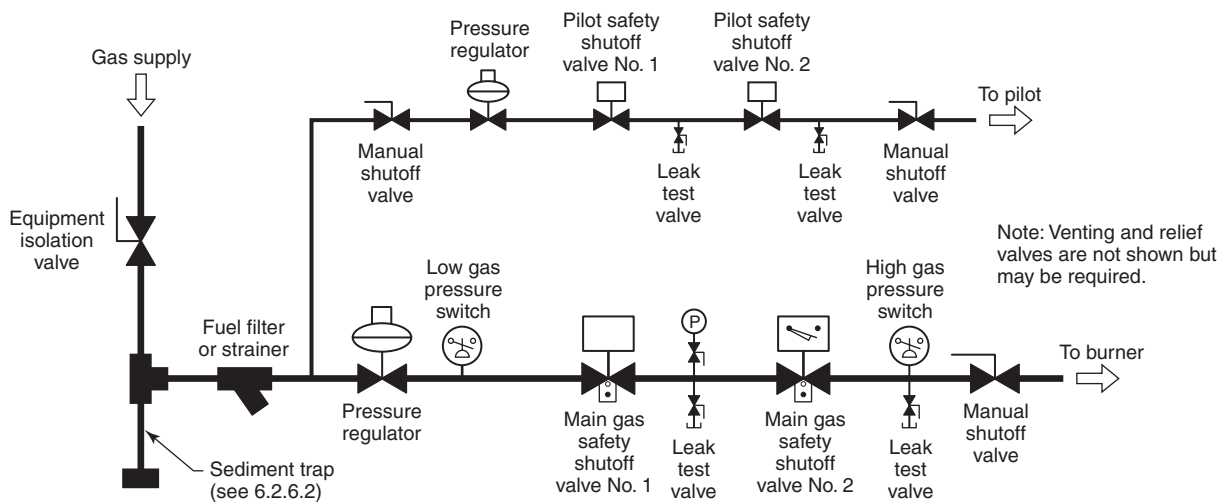 Gas supply
Pressure
regulator
Pilot safety
shutoff
valve No. 1
Pilot safety
shutoff
valve No. 2
To pilot
Manual
shutoff
valve
Leak
test
valve
Leak
test
valve
Manual
shutoff
valve
Equipment
isolation
valve
Note: Venting and relief
valves are not shown but
may be required.
Low gas
pressure
switch
High gas
pressure
switch
Fuel filter
or strainer
P
To burner
Pressure
regulator
Main gas
safety
shutoff
valve No. 1
Leak
test
valve
Main gas
safety
shutoff
valve No. 2
Leak
test
valve
Manual
shutoff
valve
Sediment trap
(see 6.2.6.2)